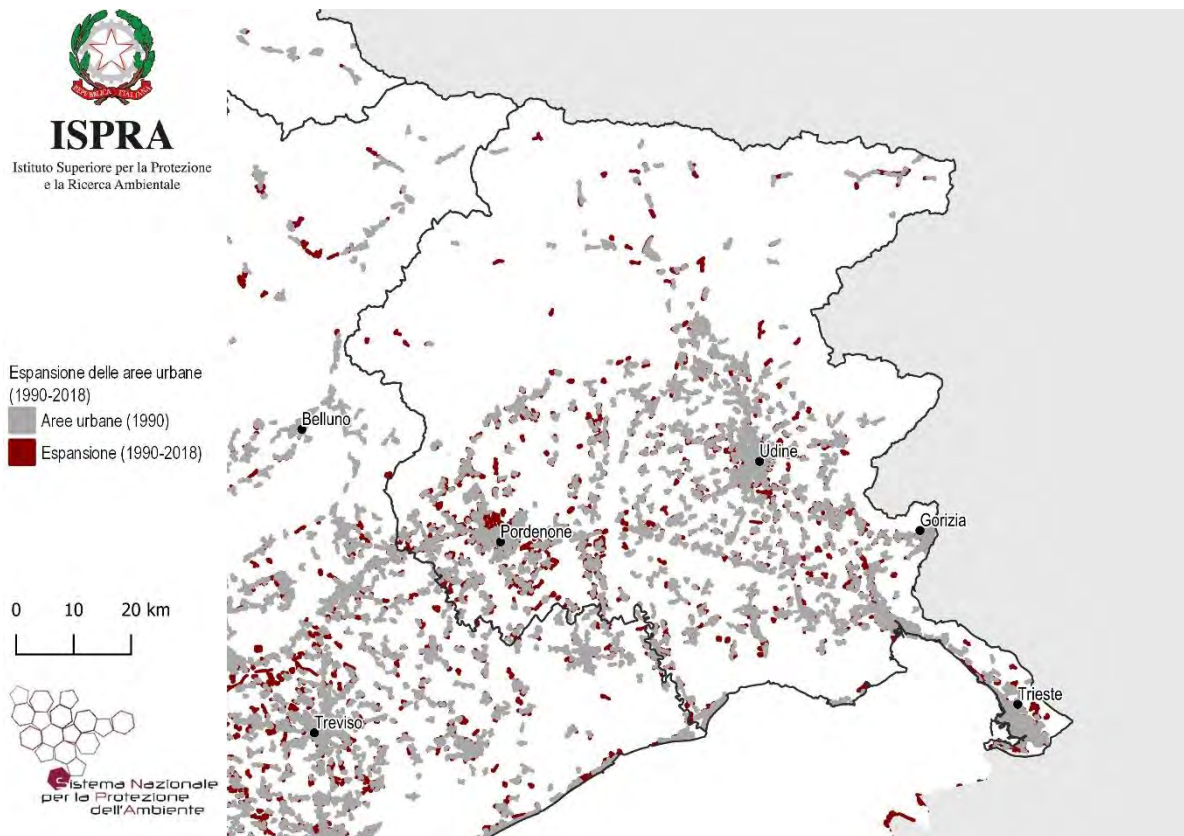 REPVBBLICA ITALIANA
ISPRA
Istituto Superiore per la Protezione
e la Ricerca Ambientale
Espansione delle aree urbane
(1990-2018)
Aree urbane (1990)
Espansione (1990-2018)
0 10 20 km
Sistema Nazionale
per la Protezione
dell'Ambiente
Belluno
Udine
Pordenone
Gorizia
Trieste
Treviso